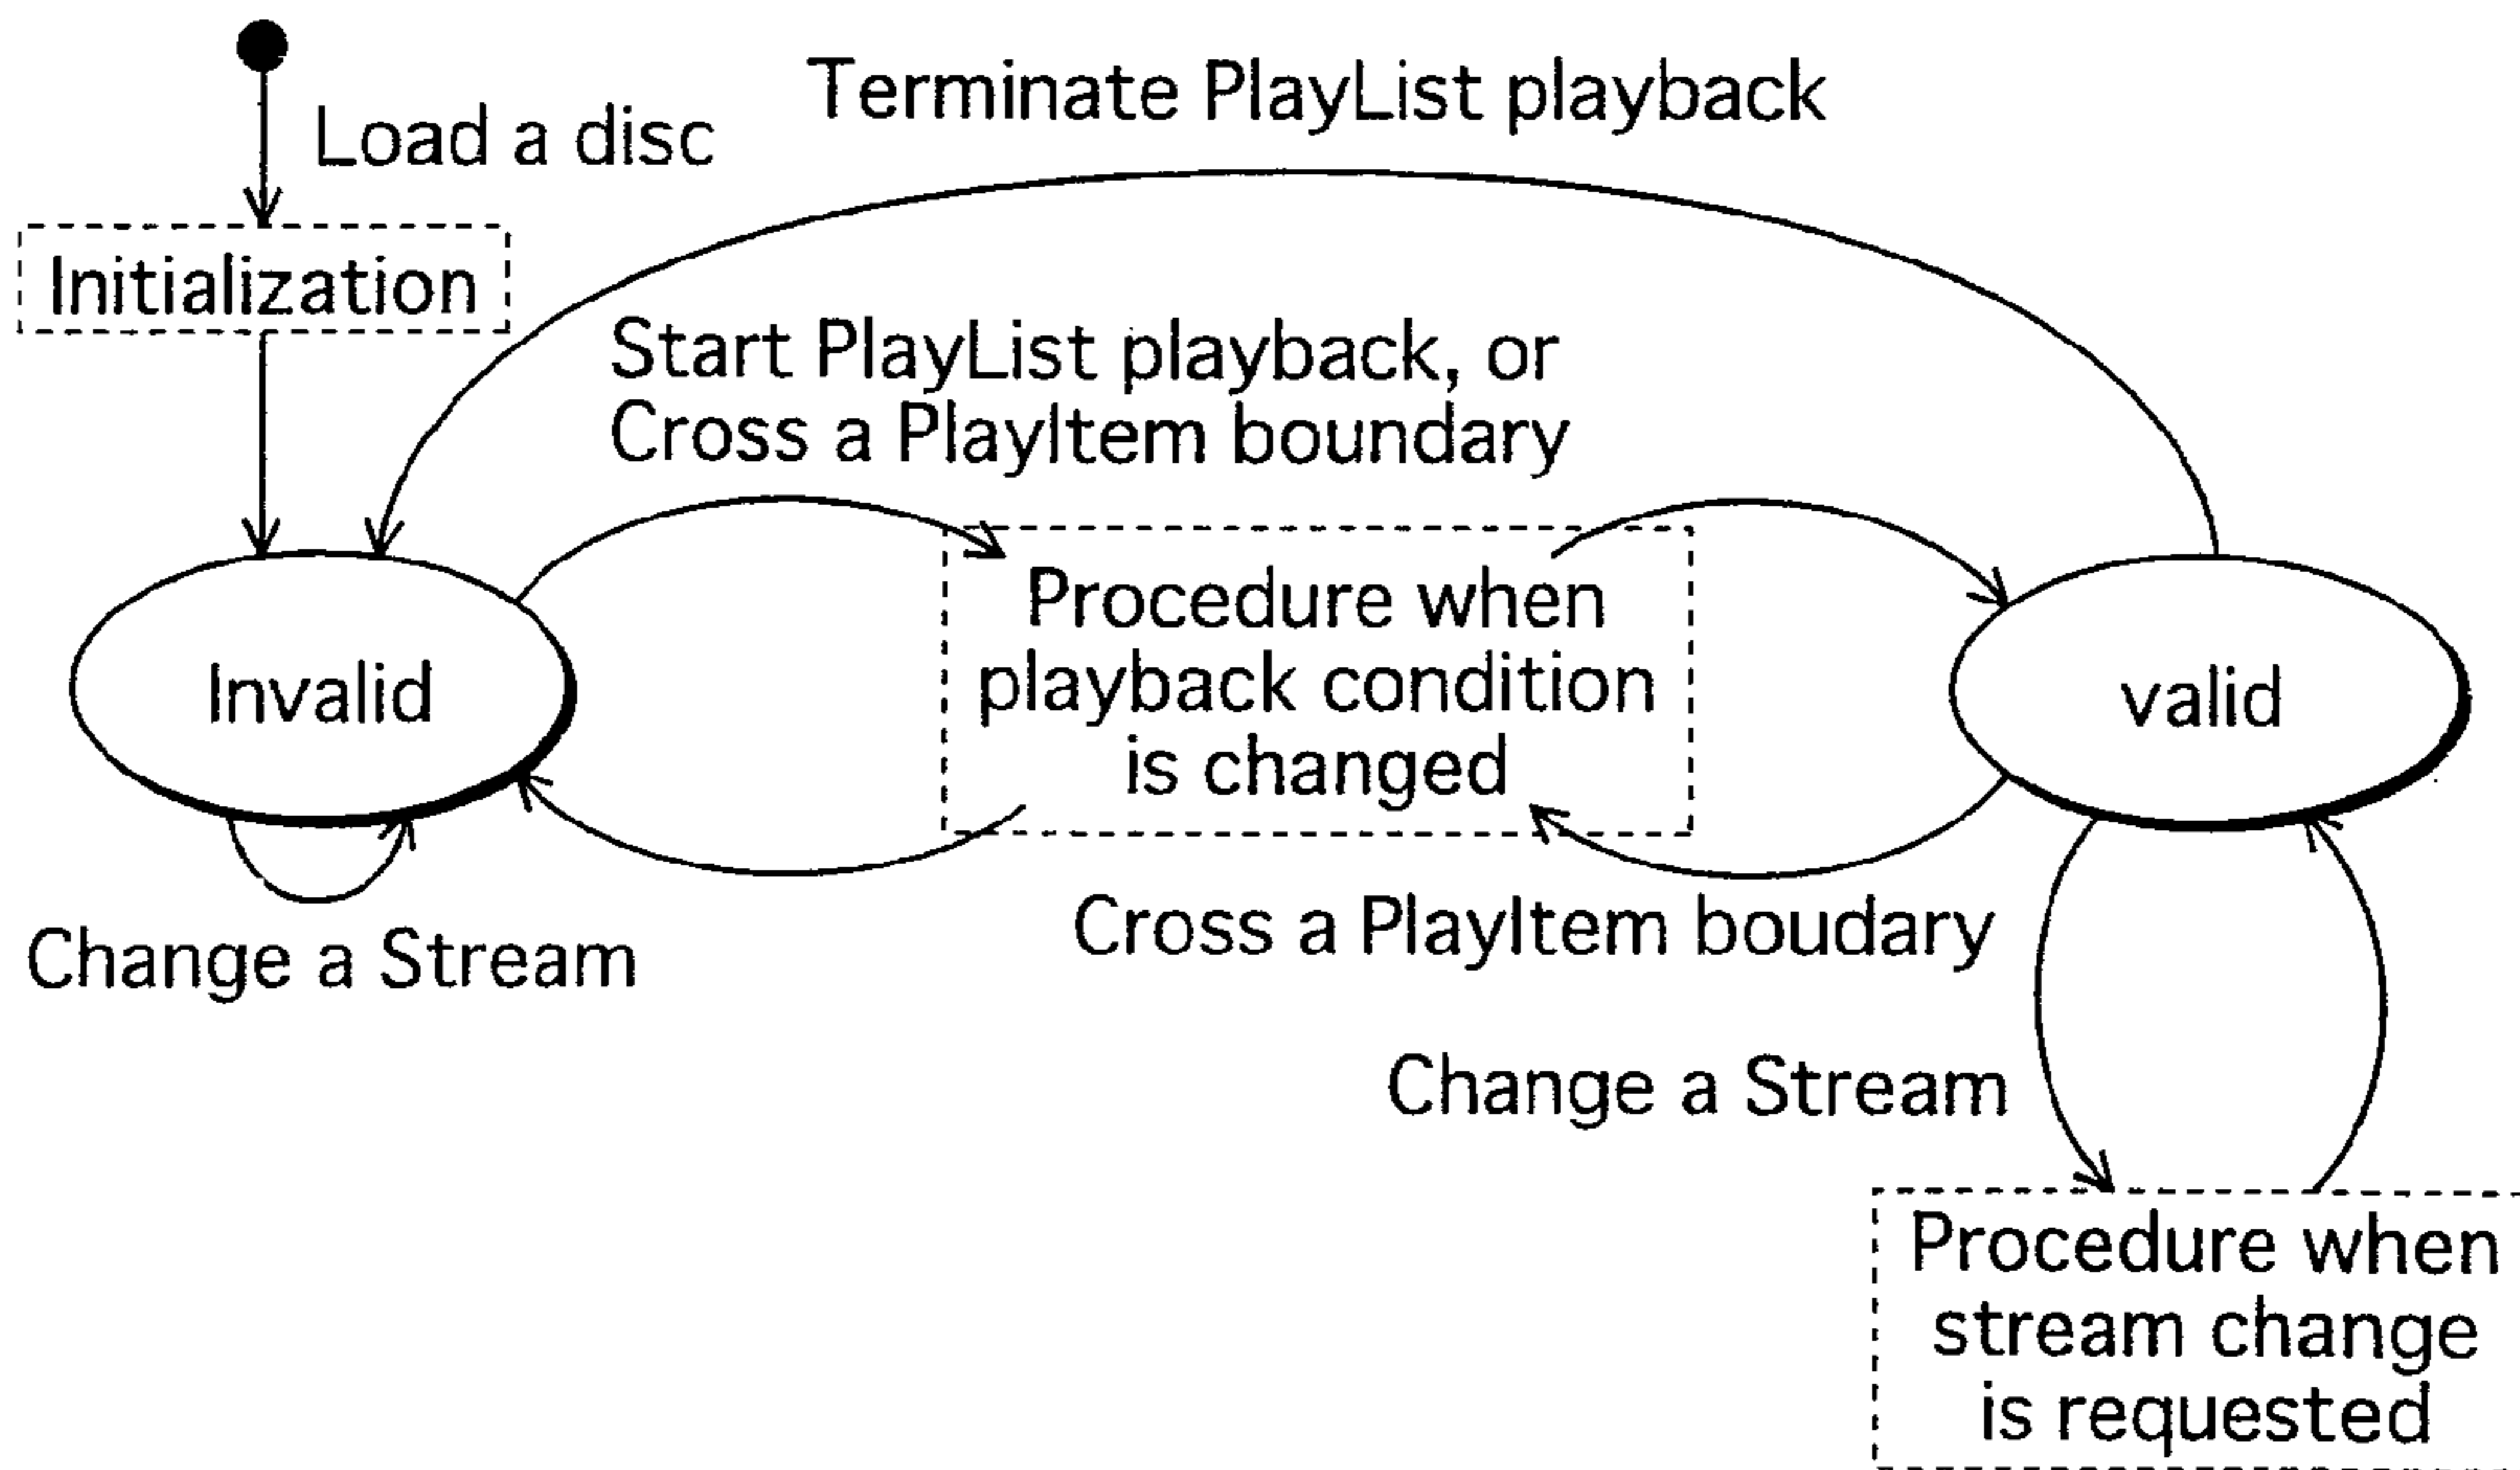 Load a disc
Terminate PlayList playback
Initialization
Start PlayList playback, or
Cross a PlayItem boundary
Invalid
Procedure when
playback condition
is changed
valid
Change a Stream
Cross a PlayItem boudary
Change a Stream
Procedure when
stream change
is requested